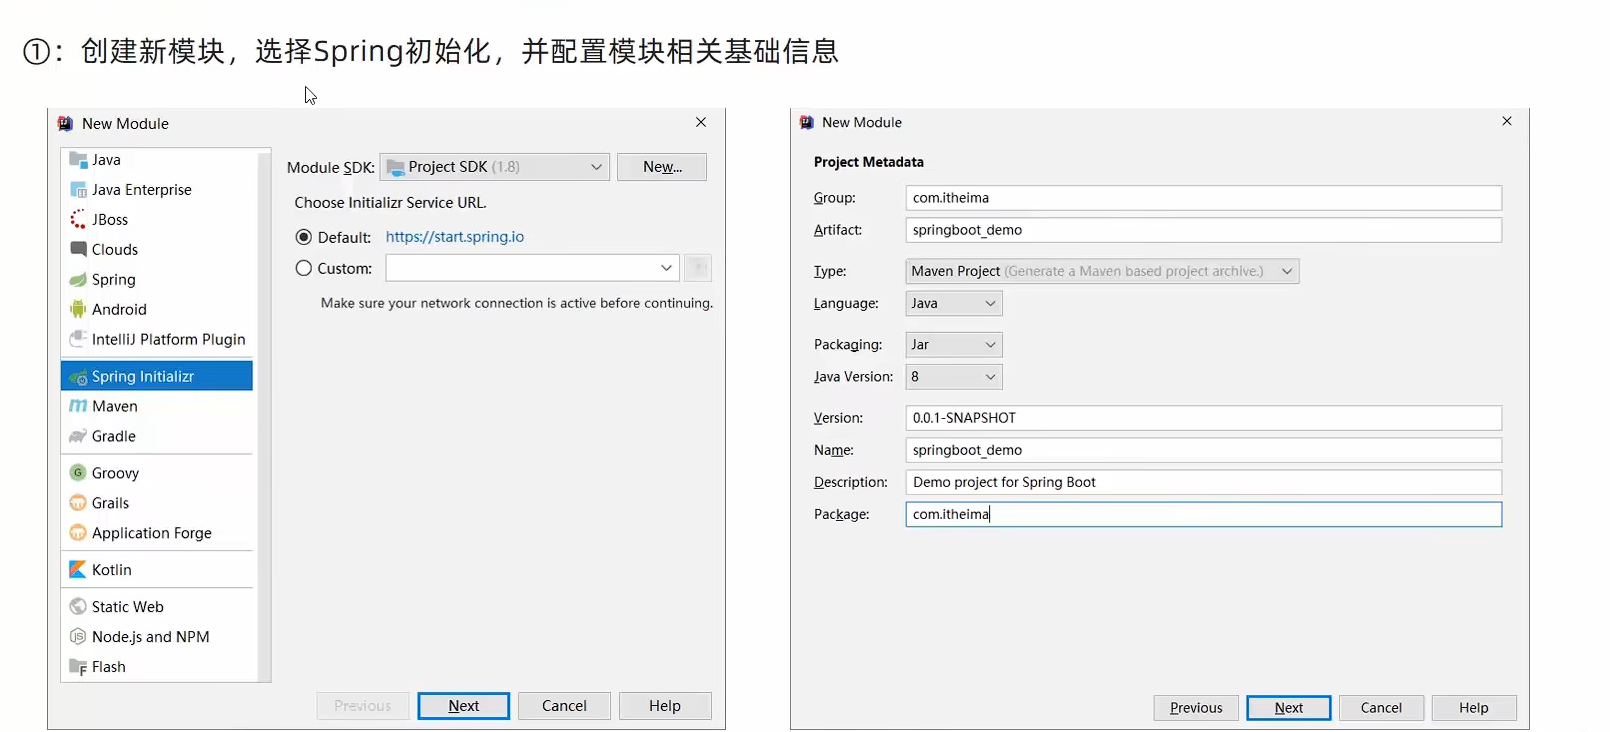 ①：创建新模块，选择Spring初始化，并配置模块相关基础信息
New Module
Java
Java Enterprise
JBoss
Clouds
Spring
Android
IntelliJ Platform Plugin
Spring Initializr
Maven
Gradle
Groovy
Grails
Application Forge
Kotlin
Static Web
Node.js and NPM
Flash
Module SDK: Project SDK (1.8) New...
Choose Initializr Service URL.
Default: https://start.spring.io
Custom:
Make sure your network connection is active before continuing.
Previous Next Cancel Help
New Module
Project Metadata
Group: com.itheima
Artifact: springboot_demo
Type: Maven Project (Generate a Maven based project archive.)
Language: Java
Packaging: Jar
Java Version: 8
Version: 0.0.1-SNAPSHOT
Name: springboot_demo
Description: Demo project for Spring Boot
Package: com.itheima
Previous Next Cancel Help